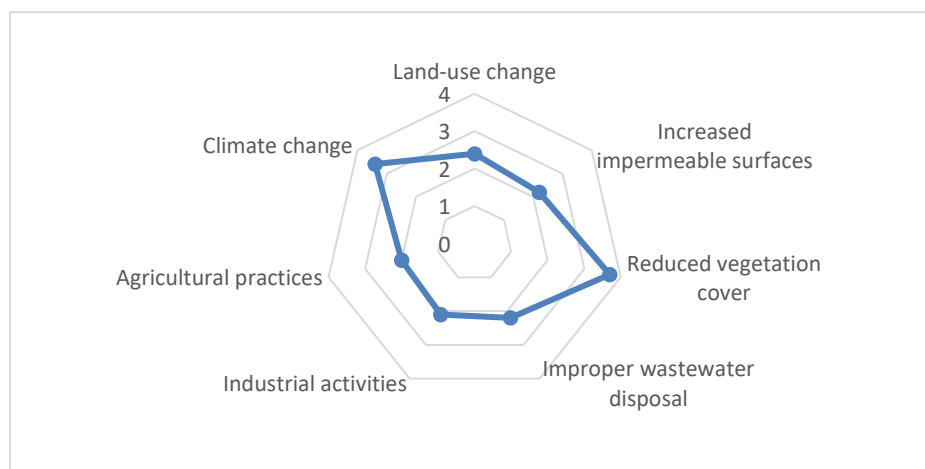 Land-use change
4
3
2
1
0
Increased
impermeable surfaces
Reduced vegetation
cover
Improper wastewater
disposal
Industrial activities
Agricultural practices
Climate change